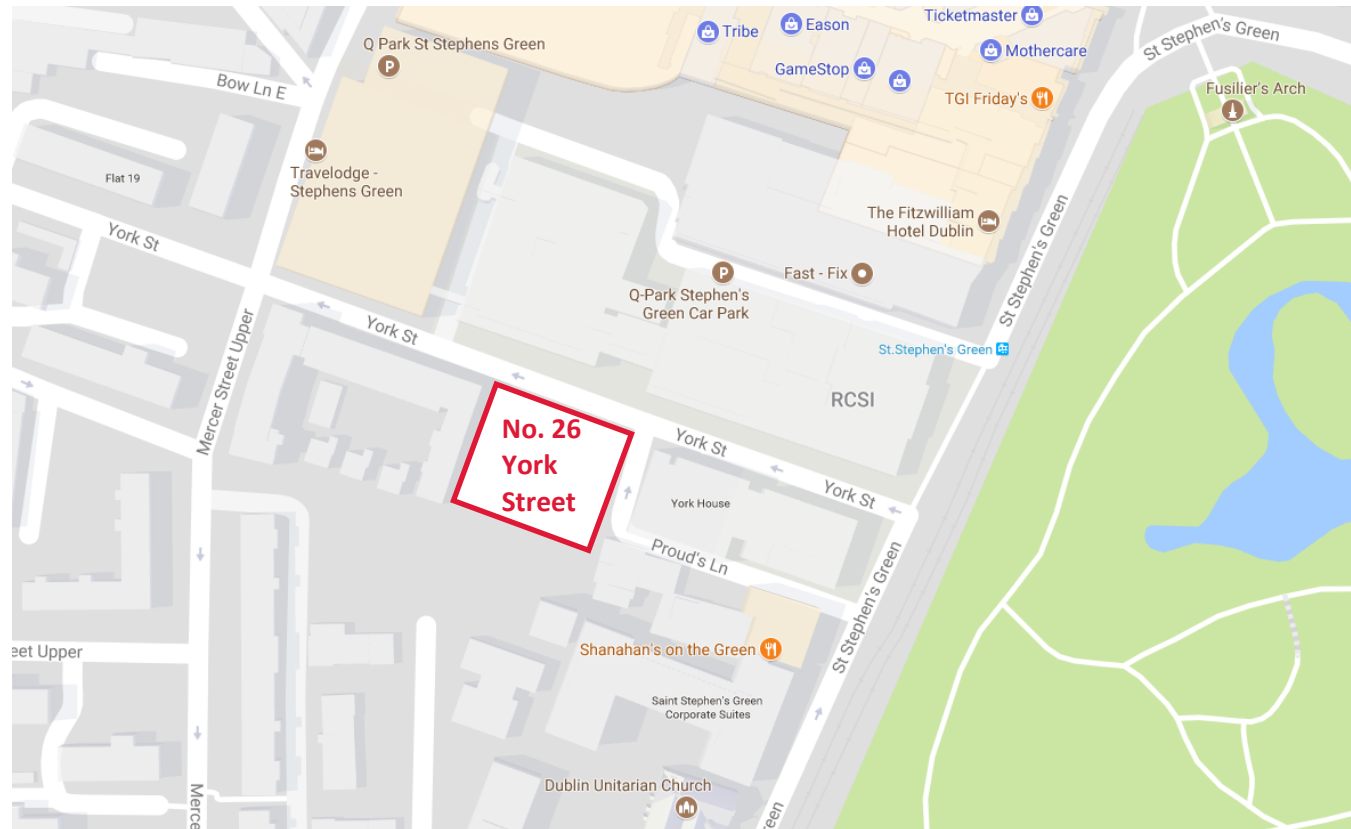 Ticketmaster
St Stephen's Green
Tribe
Eason
Q Park St Stephens Green
P
Mothercare
GameStop
Bow Ln E
Fusilier's Arch
TGI Friday's
Travelodge -
Stephens Green
Flat 19
The Fitzwilliam
Hotel Dublin
York St
St Stephen's Green
P
Fast - Fix
Q-Park Stephen's
Green Car Park
York St
St.Stephen's Green
Mercer Street Upper
RCSI
No. 26
York
Street
York St
York St
York House
Proud's Ln
St Stephen's Green
Shanahan's on the Green
eet Upper
Saint Stephen's Green
Corporate Suites
Dublin Unitarian Church
Merce
een